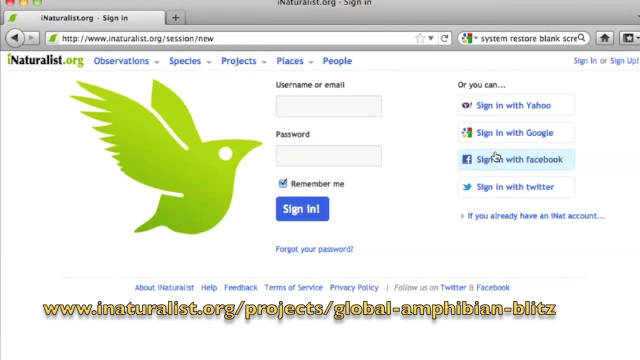 iNaturalist.org - Sign in
iNaturalist.org - Sign in
http://www.inaturalist.org/session/new
system restore blank scre
iNaturalist.org Observations Species Projects Places People Sign In or Sign Up!
Username or email
Password
Remember me
Sign in!
Forgot your password?
Or you can...
Sign in with Yahoo
Sign in with Google
Sign in with facebook
Sign in with twitter
If you already have an iNat account...
About iNaturalist Help Feedback Terms of Service Privacy Policy | Follow us on Twitter & Facebook
www.inaturalist.org/projects/global-amphibian-blitz